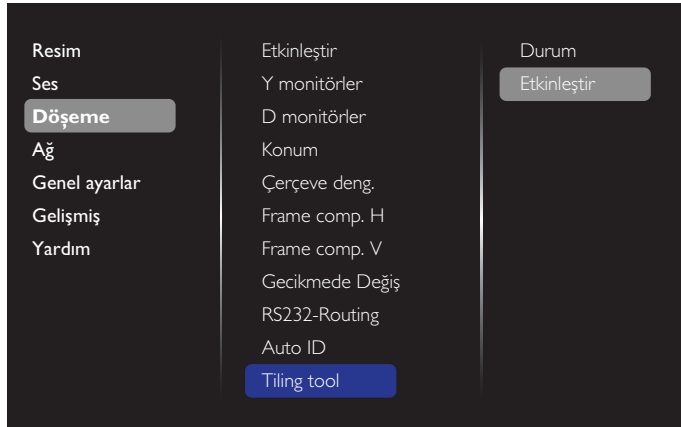 Resim
Ses
Döşeme
Ağ
Genel ayarlar
Gelişmiş
Yardım
Etkinleştir
Y monitörler
D monitörler
Konum
Çerçeve deng.
Frame comp. H
Frame comp. V
Gecikmede Değiş
RS232-Routing
Auto ID
Tiling tool
Durum
Etkinleştir